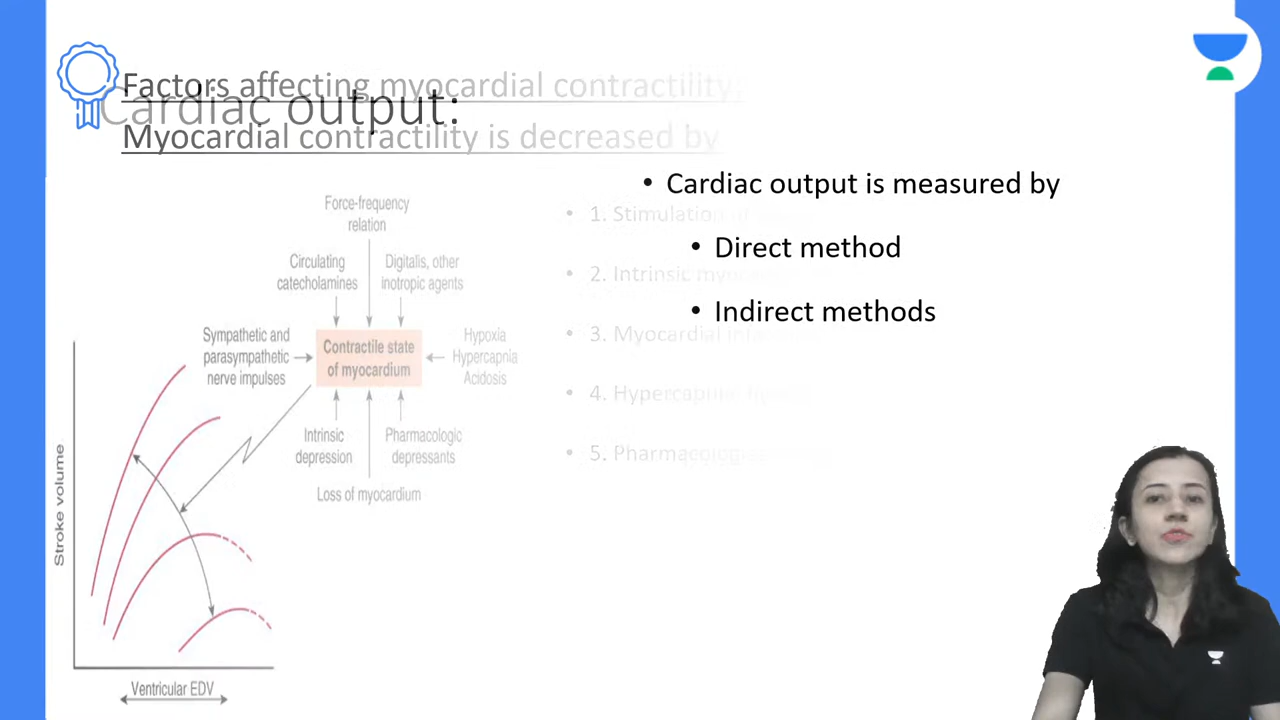 Factors affecting myocardial contractility:
Cardiac output:
Myocardial contractility is decreased by
• Cardiac output is measured by
• 1. Stimulation
• Direct method
• 2. Intrinsic
• Indirect methods
• 3. Myocardial
• 4. Hypercapnia
• 5.
Force-frequency
relation
Circulating
catecholamines
Digitalis, other
inotropic agents
Sympathetic and
parasympathetic
nerve impulses
Contractile state
of myocardium
Hypoxia
Hypercapnia
Acidosis
Intrinsic
depression
Pharmacologic
depressants
Loss of myocardium
Stroke volume
Ventricular EDV